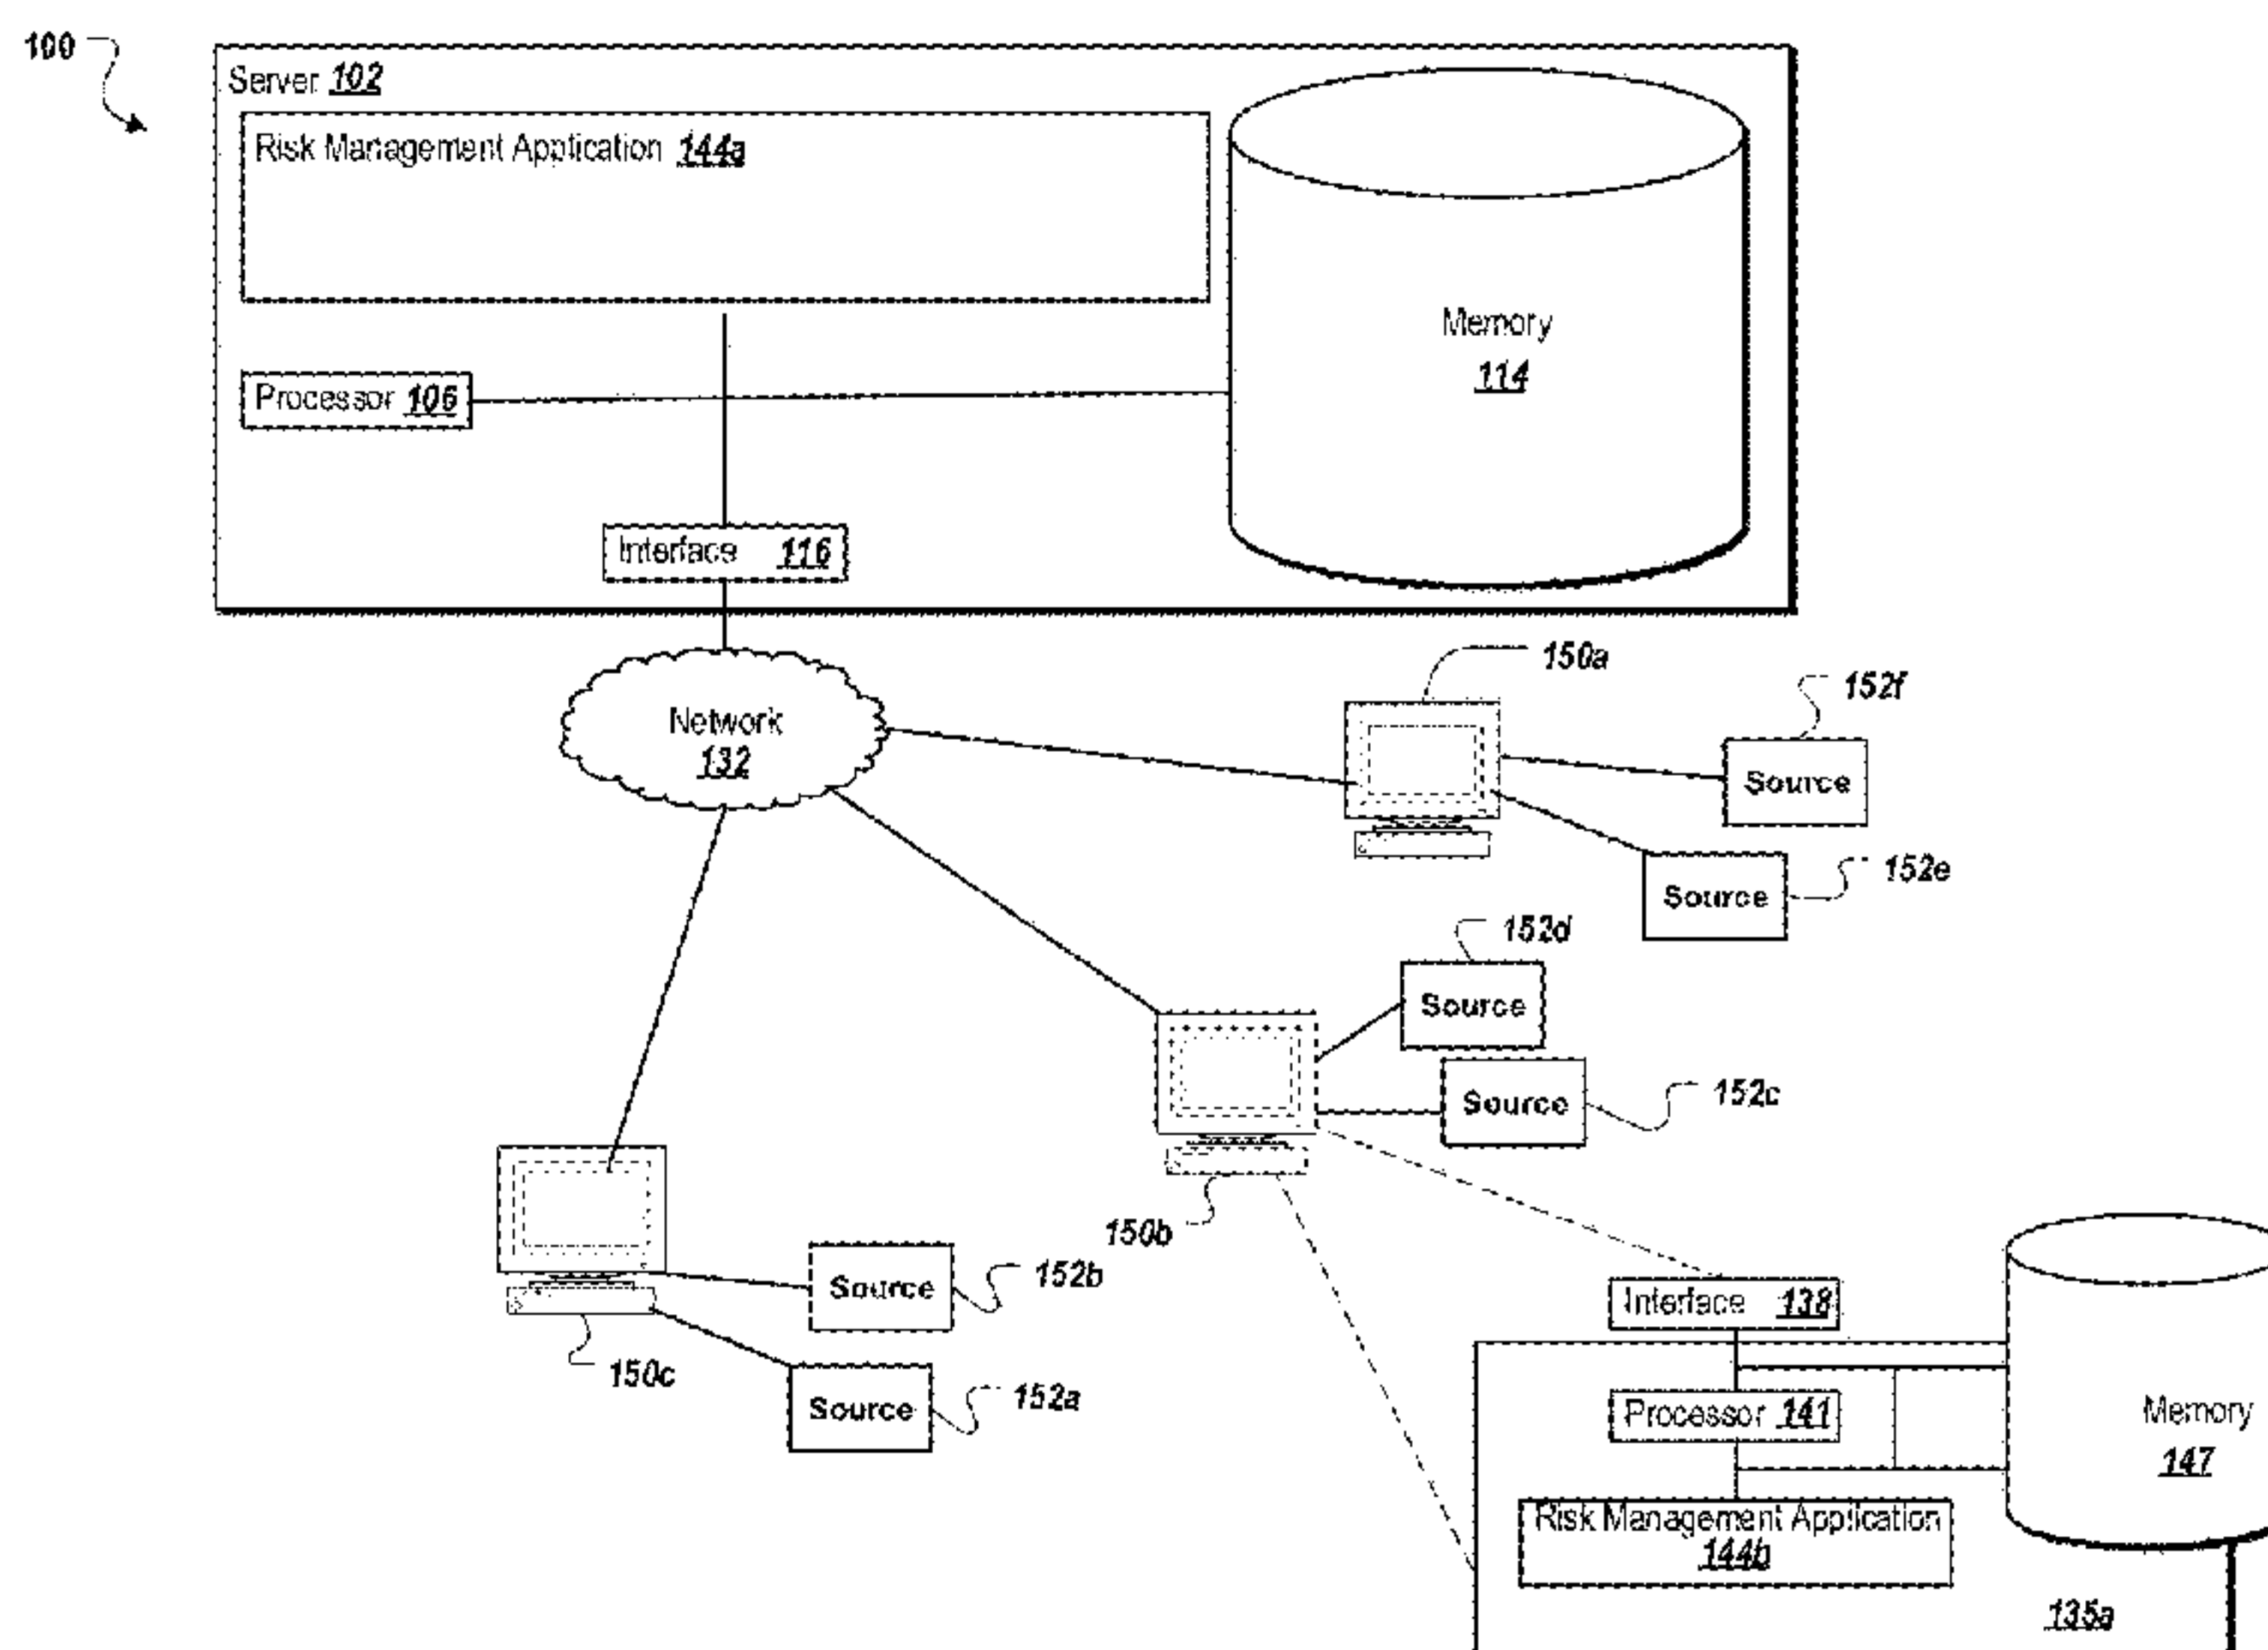 100
Server 102
Risk Management Application 144a
Memory
114
Processor 106
Interface 116
Network
132
150a
152f
Source
152e
Source
152d
Source
152c
Source
150b
152b
Source
150c
152a
Source
Interface 138
Processor 141
Memory
147
Risk Management Application
144b
135a